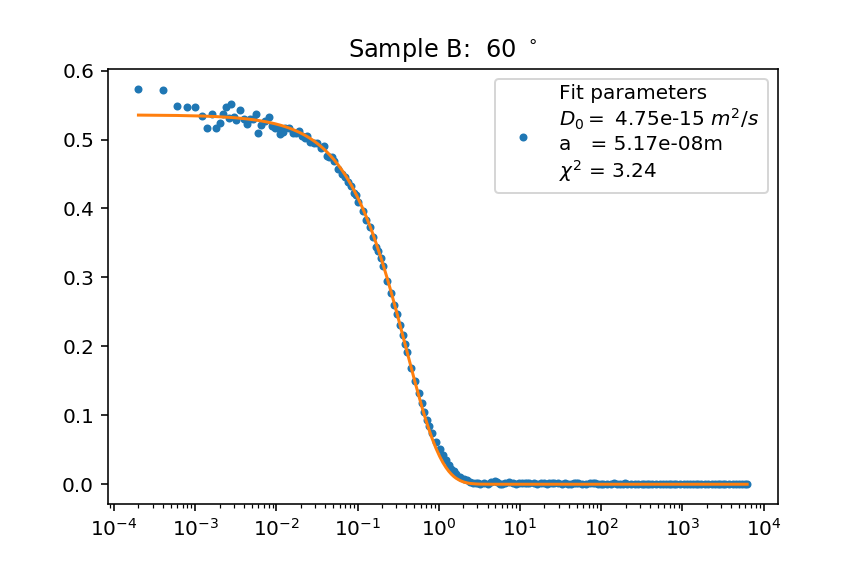 Sample B: 60 °
Fit parameters
D₀ = 4.75e-15 m²/s
a = 5.17e-08m
χ² = 3.24
0.6
0.5
0.4
0.3
0.2
0.1
0.0
10⁻⁴ 10⁻³ 10⁻² 10⁻¹ 10⁰ 10¹ 10² 10³ 10⁴